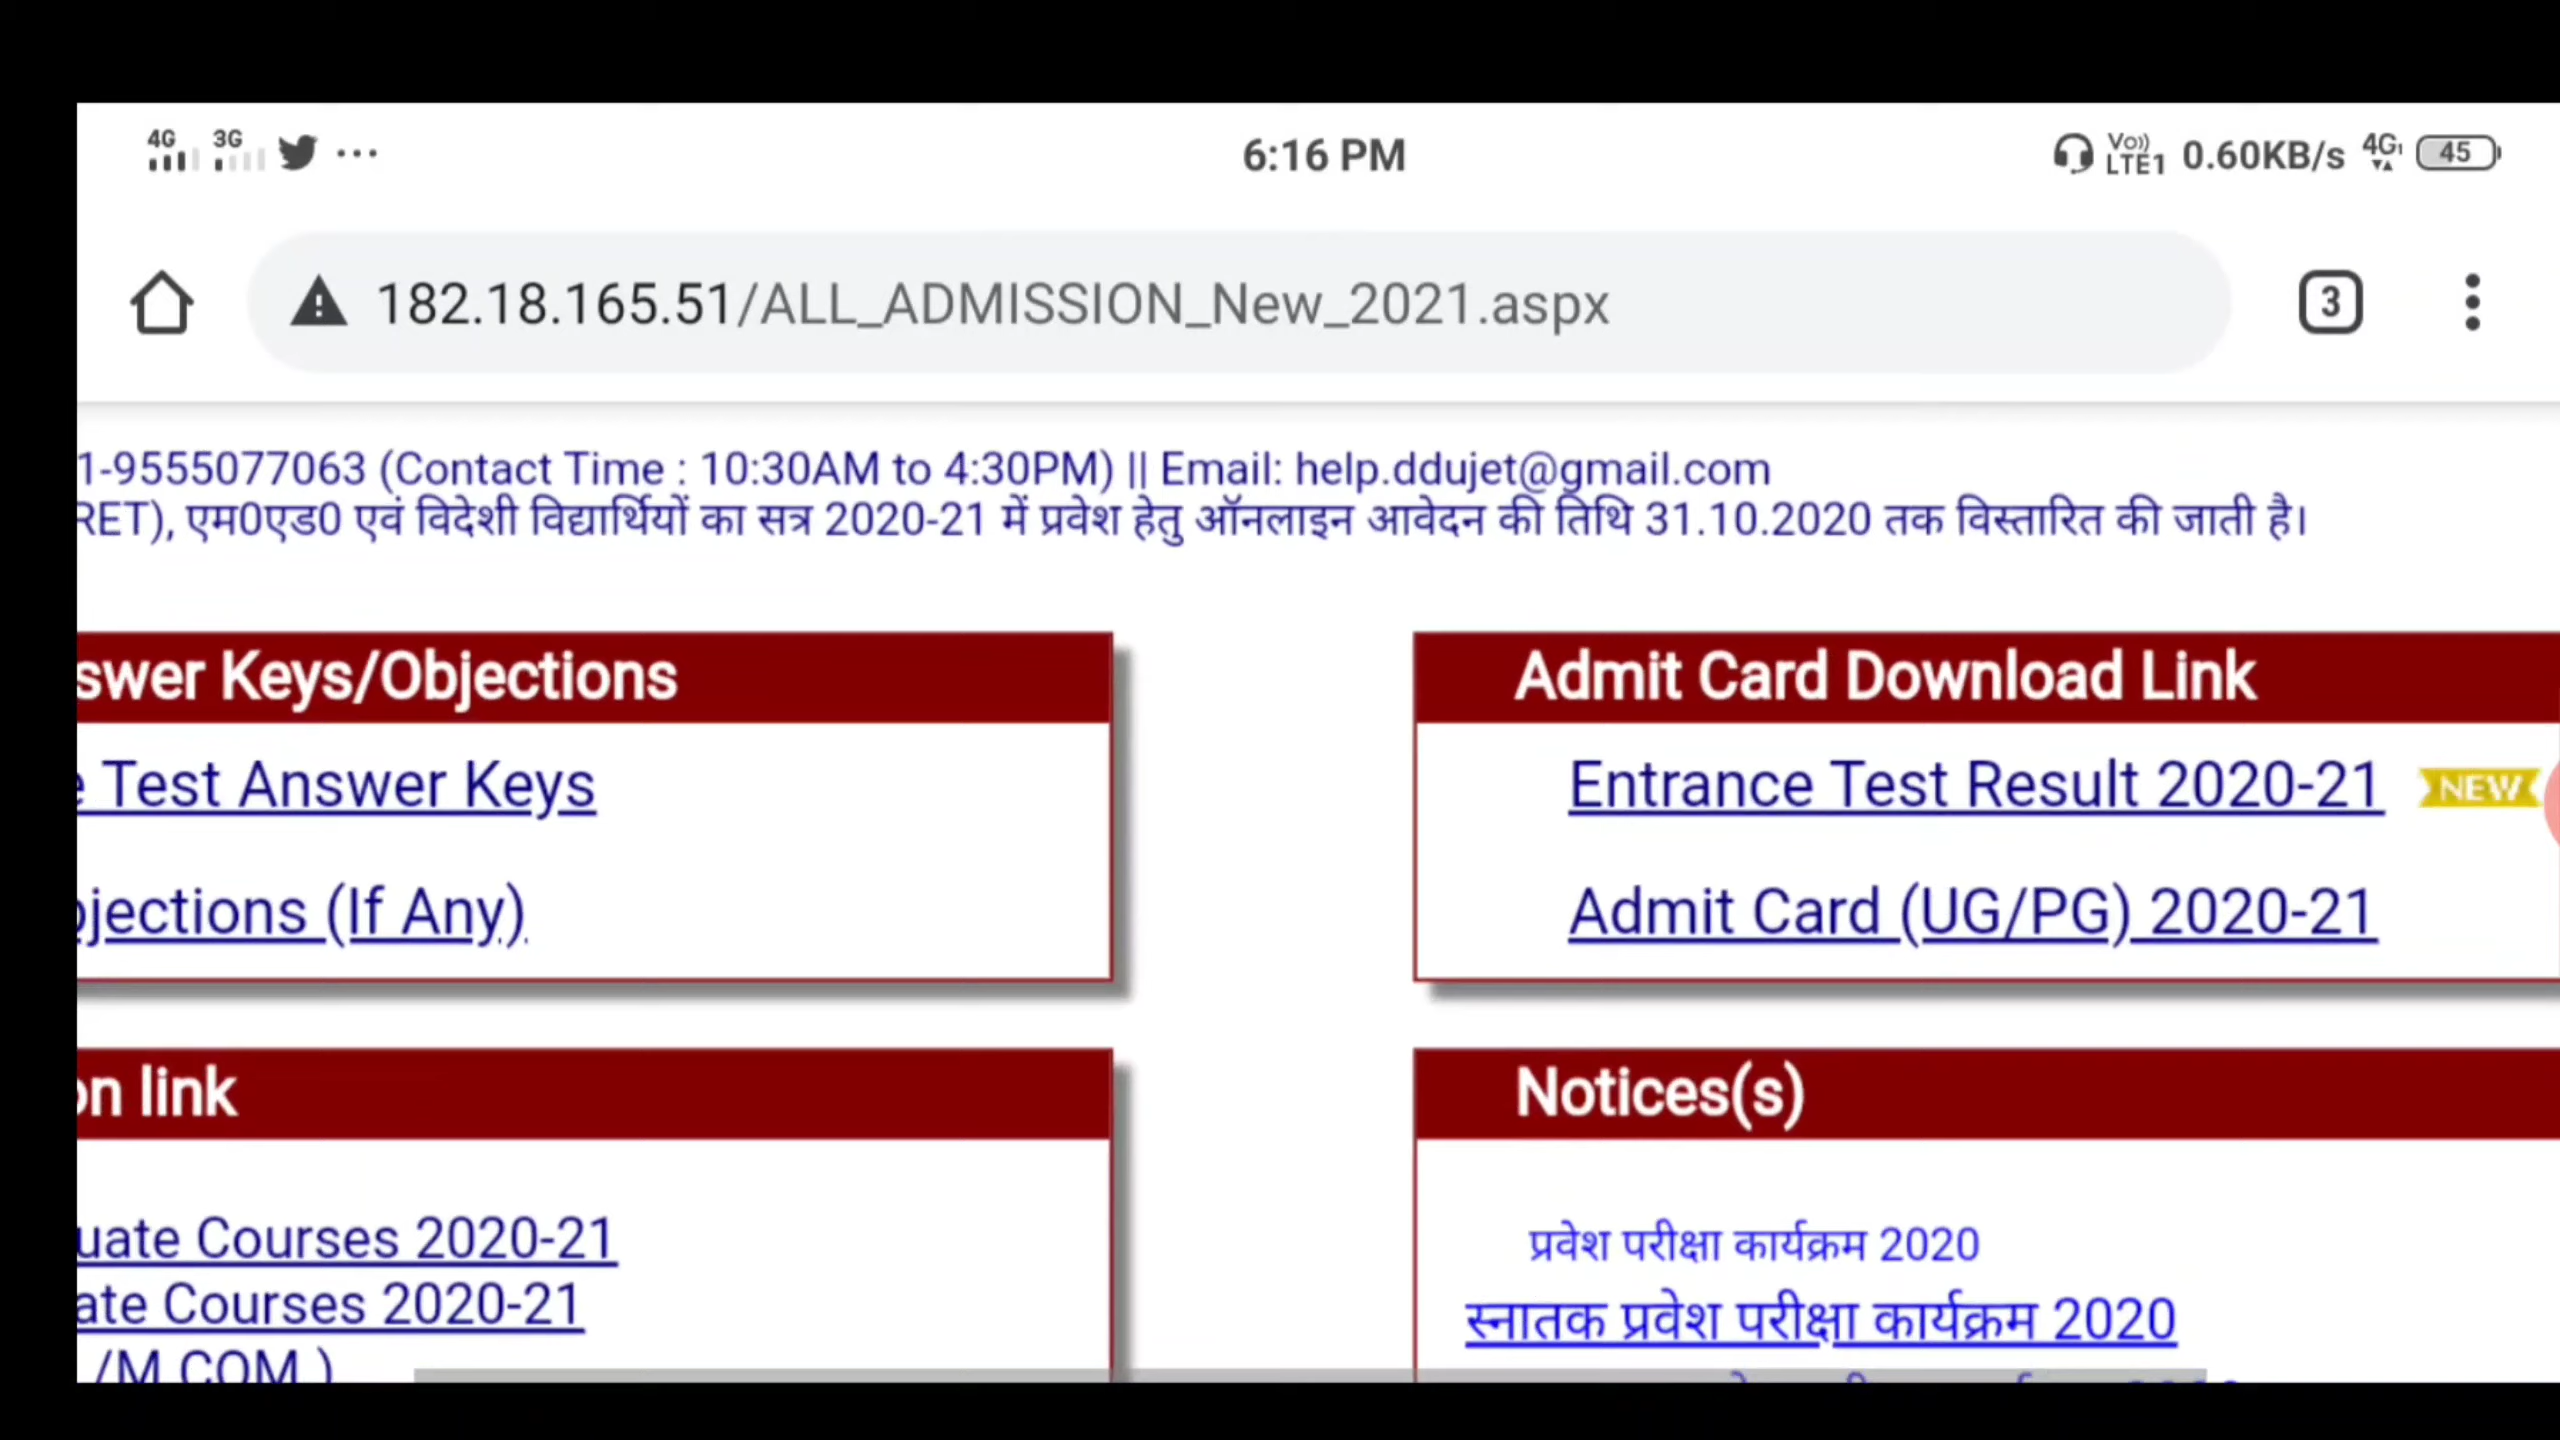 4G 3G 6:16 PM Vo)) LTE1 0.60KB/s 4G 45
182.18.165.51/ALL_ADMISSION_New_2021.aspx 3
1-9555077063 (Contact Time : 10:30AM to 4:30PM) || Email: help.ddujet@gmail.com
RET), एम0एड0 एवं विदेशी विद्यार्थियों का सत्र 2020-21 में प्रवेश हेतु ऑनलाइन आवेदन की तिथि 31.10.2020 तक विस्तारित की जाती है।
swer Keys/Objections
Test Answer Keys
jections (If Any)
Admit Card Download Link
Entrance Test Result 2020-21 NEW
Admit Card (UG/PG) 2020-21
on link
uate Courses 2020-21
ate Courses 2020-21
/M.COM.)
Notices(s)
प्रवेश परीक्षा कार्यक्रम 2020
स्नातक प्रवेश परीक्षा कार्यक्रम 2020